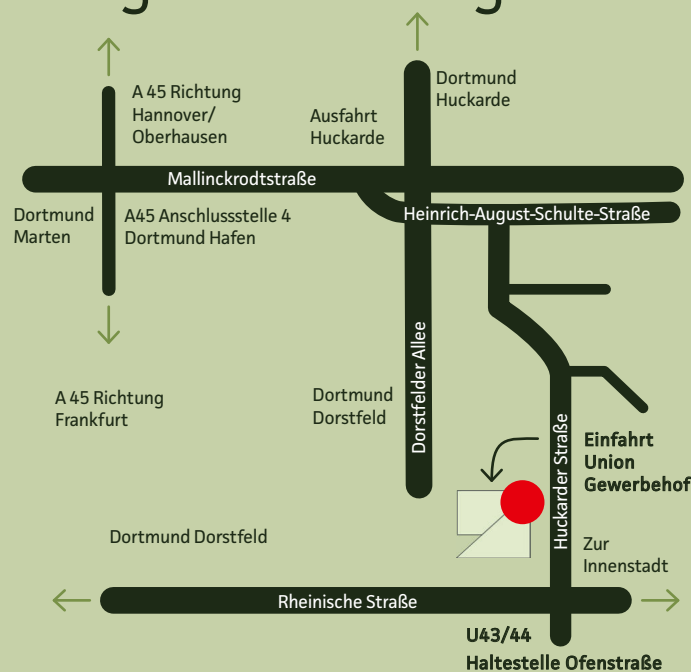 Dortmund
Huckarde
A 45 Richtung
Hannover/
Oberhausen
Ausfahrt
Huckarde
Mallinckrodtstraße
Dortmund
Marten
A45 Anschlussstelle 4
Dortmund Hafen
Heinrich-August-Schulte-Straße
Dorstfelder Allee
A 45 Richtung
Frankfurt
Dortmund
Dorstfeld
Huckarder Straße
Einfahrt
Union
Gewerbehof
Dortmund Dorstfeld
Zur
Innenstadt
Rheinische Straße
U43/44
Haltestelle Ofenstraße